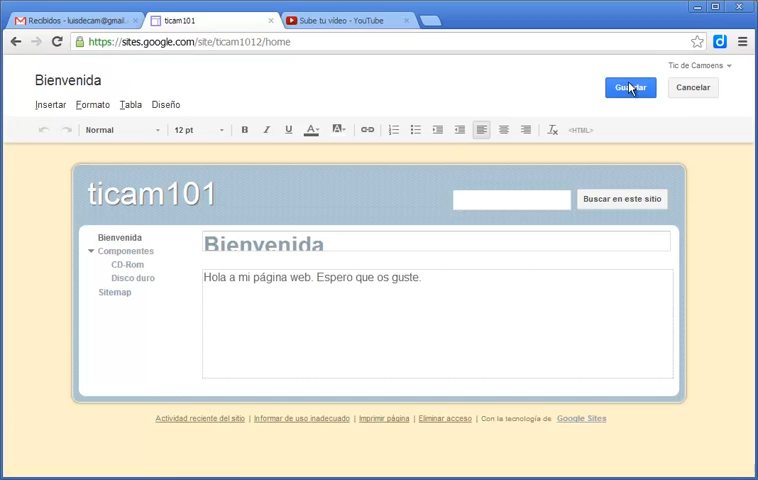 Recibidos - luisdecam@gmail.
ticam101
Sube tu vídeo - YouTube
https://sites.google.com/site/ticam1012/home
Tic de Camoens
Bienvenida
Cancelar
Insertar Formato Tabla Diseño
Normal 12 pt B I U A A <HTML>
ticam101
Buscar en este sitio
Bienvenida
Componentes
CD-Rom
Disco duro
Sitemap
Bienvenida
Hola a mi página web. Espero que os guste.
Actividad reciente del sitio | Informar de uso inadecuado | Imprimir página | Eliminar acceso | Con la tecnología de Google Sites